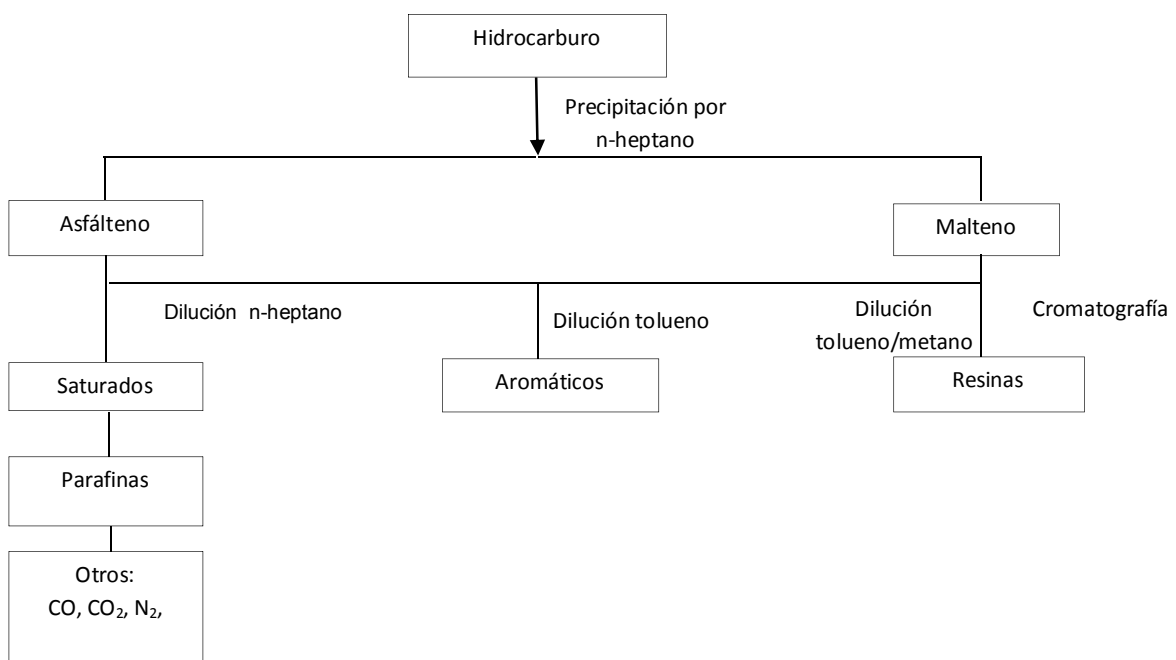 Hidrocarburo
Precipitación por
n-heptano
Asfálteno
Malteno
Dilución n-heptano
Dilución tolueno
Dilución
tolueno/metano
Cromatografía
Saturados
Aromáticos
Resinas
Parafinas
Otros:
CO, CO₂, N₂,